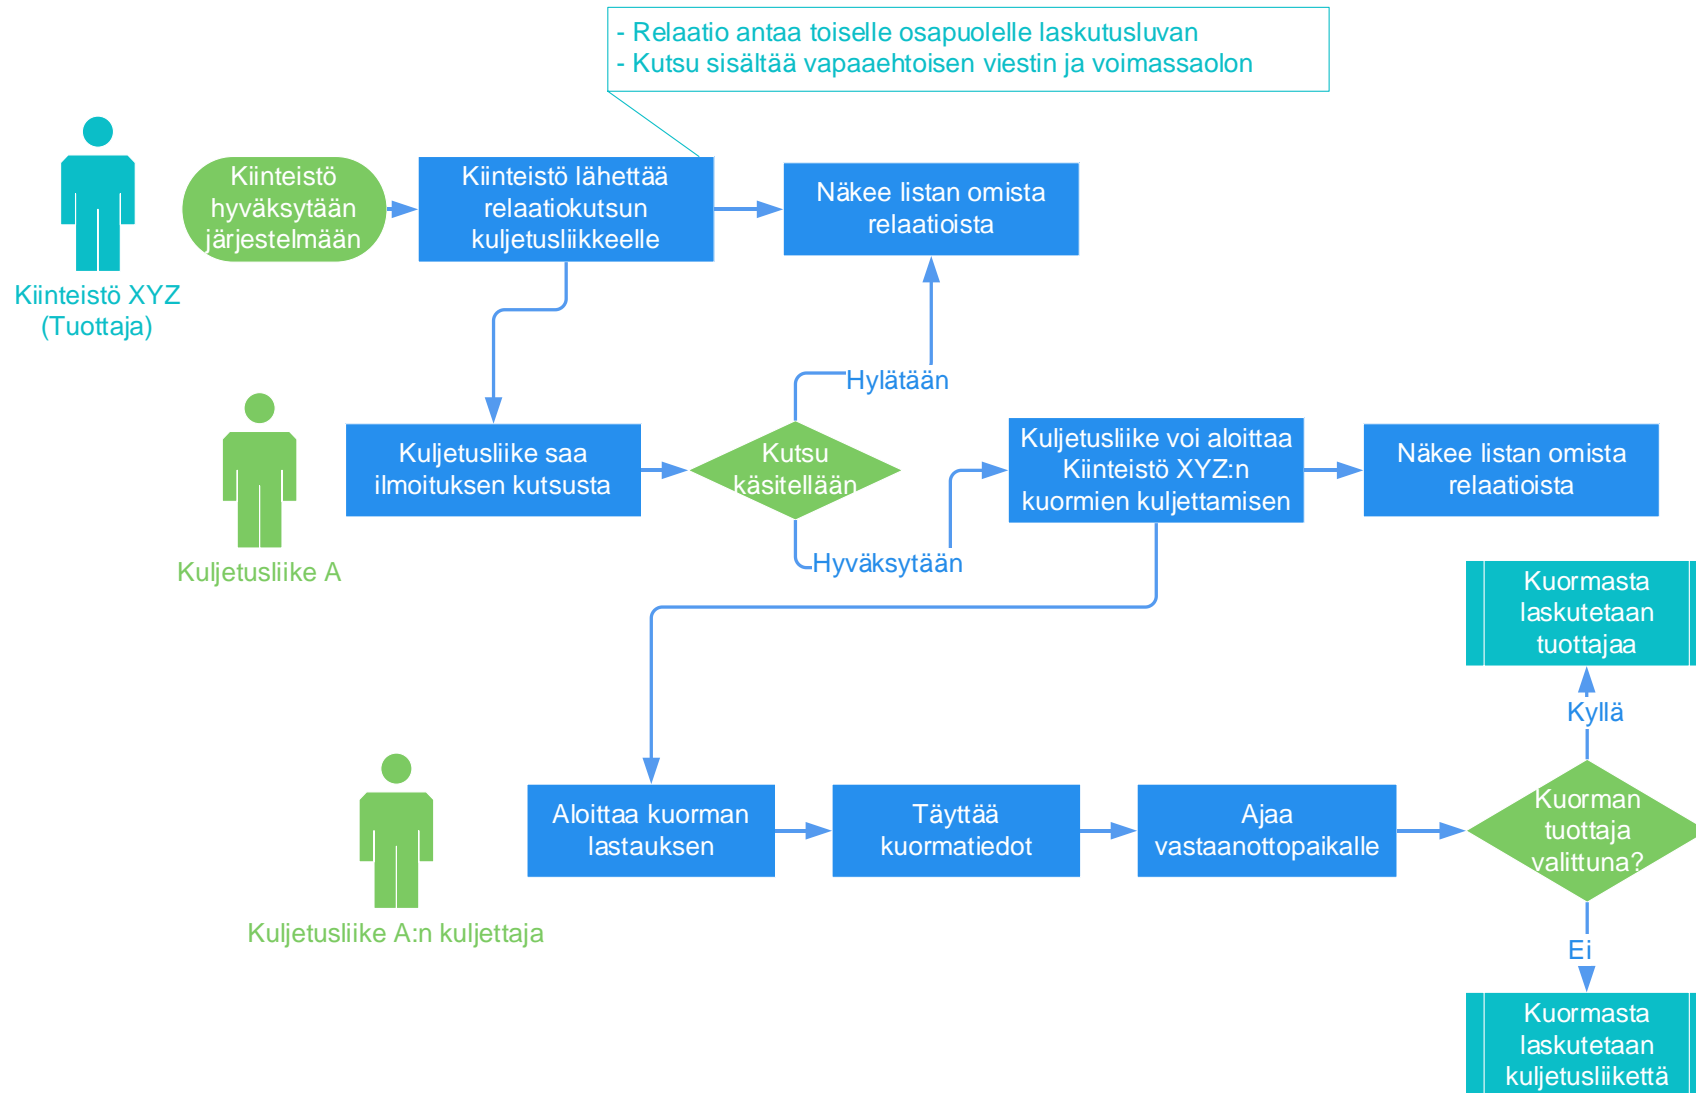 - Relaatio antaa toiselle osapuolelle laskutusluvan
- Kutsu sisältää vapaaehtoisen viestin ja voimassaolon
Kiinteistö XYZ
(Tuottaja)
Kiinteistö
hyväksytään
järjestelmään
Kiinteistö lähettää
relaatiokutsun
kuljetusliikkeelle
Näkee listan omista
relaatioista
Hylätään
Kuljetusliike A
Kuljetusliike saa
ilmoituksen kutsusta
Kutsu
käsitellään
Hyväksytään
Kuljetusliike voi aloittaa
Kiinteistö XYZ:n
kuormien kuljettamisen
Näkee listan omista
relaatioista
Kuljetusliike A:n kuljettaja
Aloittaa kuorman
lastauksen
Täyttää
kuormatiedot
Ajaa
vastaanottopaikalle
Kuorman
tuottaja
valittuna?
Kyllä
Kuormasta
laskutetaan
tuottajaa
Ei
Kuormasta
laskutetaan
kuljetusliikettä